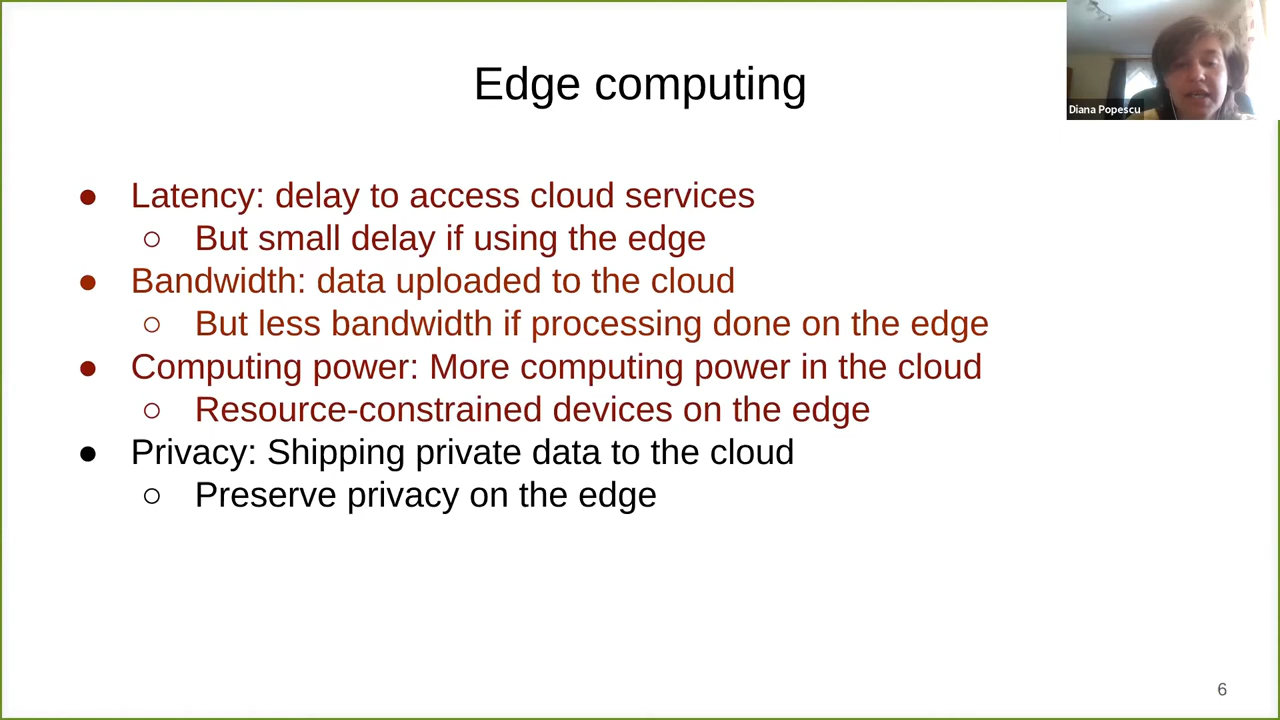 Edge computing
Diana Popescu
● Latency: delay to access cloud services
○ But small delay if using the edge
● Bandwidth: data uploaded to the cloud
○ But less bandwidth if processing done on the edge
● Computing power: More computing power in the cloud
○ Resource-constrained devices on the edge
● Privacy: Shipping private data to the cloud
○ Preserve privacy on the edge
6